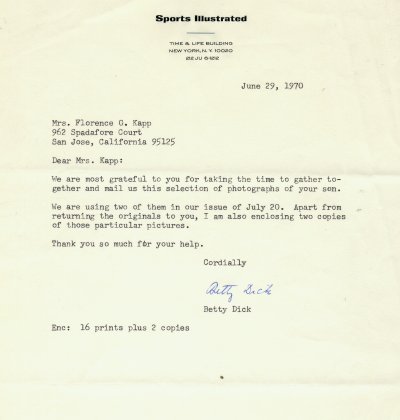 Sports Illustrated
TIME & LIFE BUILDING
NEW YORK, N.Y. 10020
212 JU 6-1212
June 29, 1970
Mrs. Florence G. Kapp
962 Spadafore Court
San Jose, California 95125
Dear Mrs. Kapp:
We are most grateful to you for taking the time to gather to-
gether and mail us this selection of photographs of your son.
We are using two of them in our issue of July 20. Apart from
returning the originals to you, I am also enclosing two copies
of those particular pictures.
Thank you so much for your help.
Cordially
Betty Dick
Betty Dick
Enc: 16 prints plus 2 copies